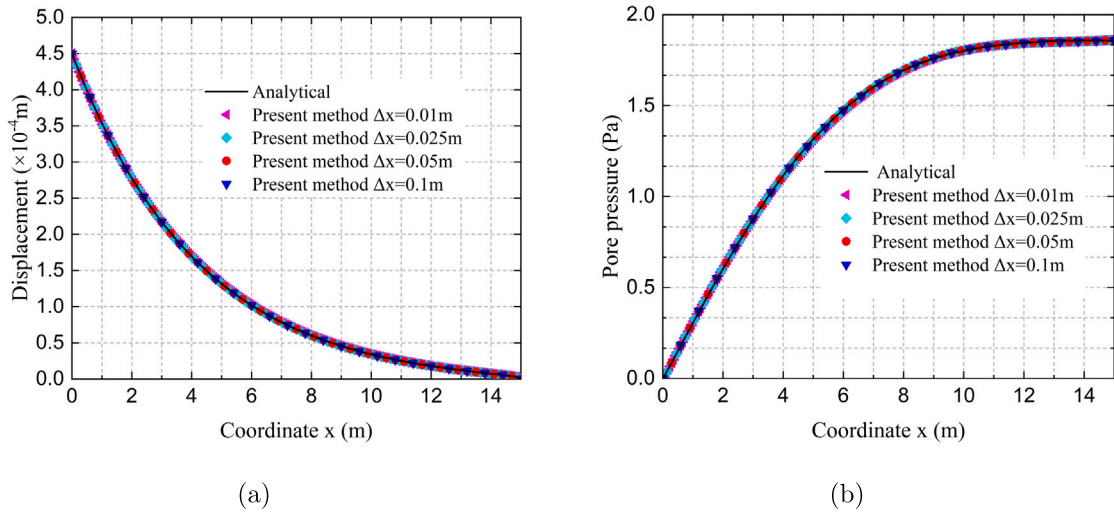 5.0
4.5
4.0
3.5
3.0
2.5
2.0
1.5
1.0
0.5
0.0
Displacement (×10⁻⁴m)
Analytical
Present method Δx=0.01m
Present method Δx=0.025m
Present method Δx=0.05m
Present method Δx=0.1m
0 2 4 6 8 10 12 14
Coordinate x (m)
(a)
2.0
1.5
1.0
0.5
0.0
Pore pressure (Pa)
Analytical
Present method Δx=0.01m
Present method Δx=0.025m
Present method Δx=0.05m
Present method Δx=0.1m
0 2 4 6 8 10 12 14
Coordinate x (m)
(b)